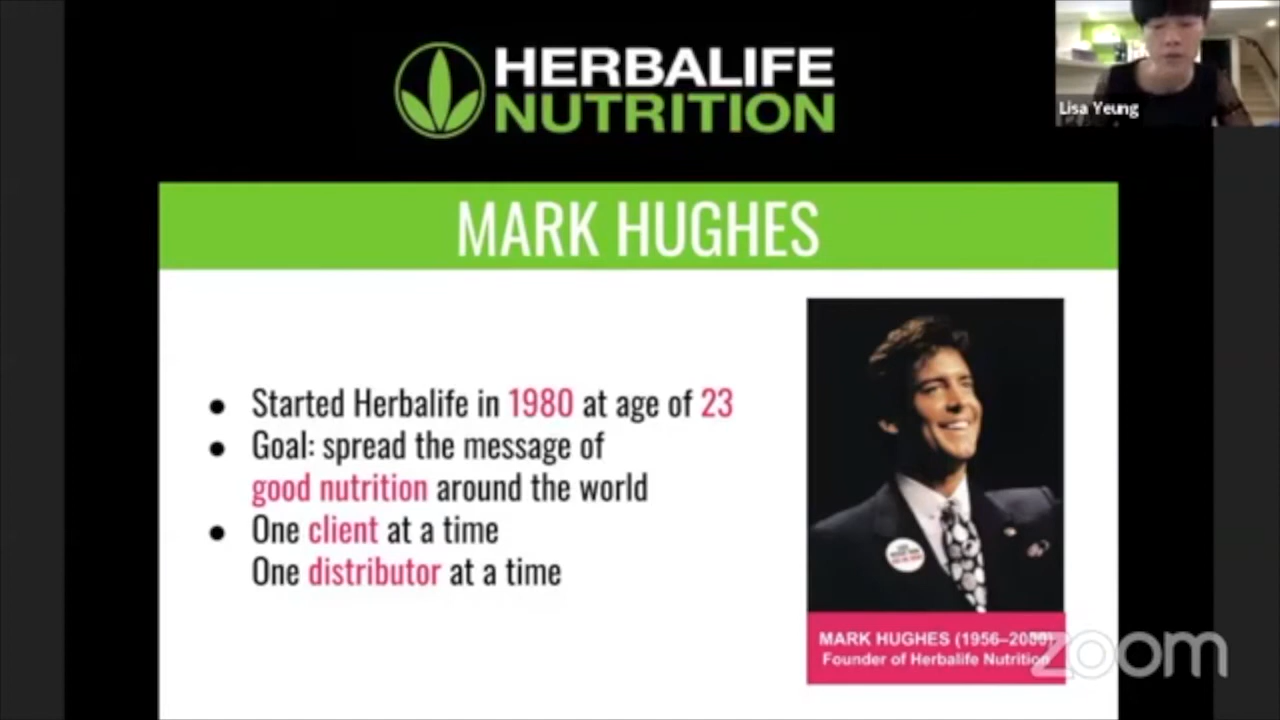 HERBALIFE
NUTRITION
Lisa Yeung
MARK HUGHES
● Started Herbalife in 1980 at age of 23
● Goal: spread the message of
good nutrition around the world
● One client at a time
One distributor at a time
MARK HUGHES (1956–2000)
Founder of Herbalife Nutrition
zoom